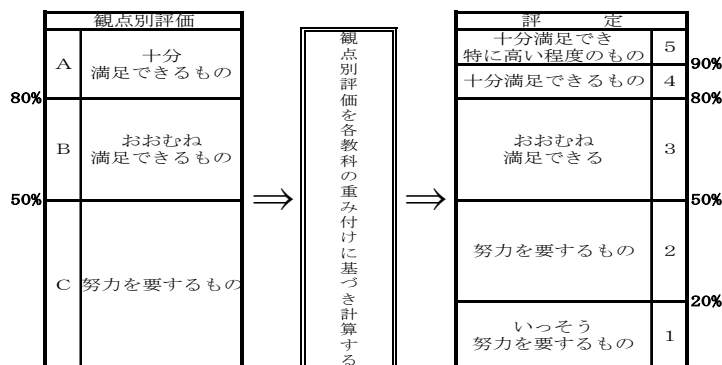 観点別評価
A
十分
満足できるもの
80%
B
おおむね
満足できるもの
50%
C
努力を要するもの
⇒
観点別評価を各教科の重み付けに基づき計算する
⇒
評 定
十分満足でき
特に高い程度のもの
5
90%
十分満足できるもの
4
80%
おおむね
満足できる
3
50%
努力を要するもの
2
20%
いっそう
努力を要するもの
1